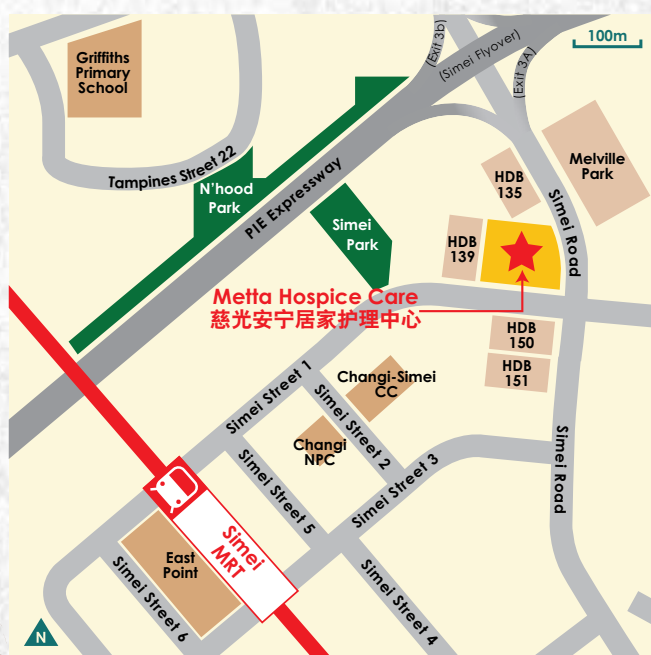 100m
(Exit 3b)
(Simei Flyover)
(Exit 3A)
Griffiths
Primary
School
Tampines Street 22
N'hood
Park
PIE Expressway
Simei
Park
HDB
135
Melville
Park
HDB
139
Simei Road
Metta Hospice Care
慈光安宁居家护理中心
HDB
150
HDB
151
Simei Street 1
Changi-Simei
CC
Changi
NPC
Simei Street 2
Simei Street 3
Simei Road
Simei Street 5
Simei
MRT
East
Point
Simei Street 6
Simei Street 4
N